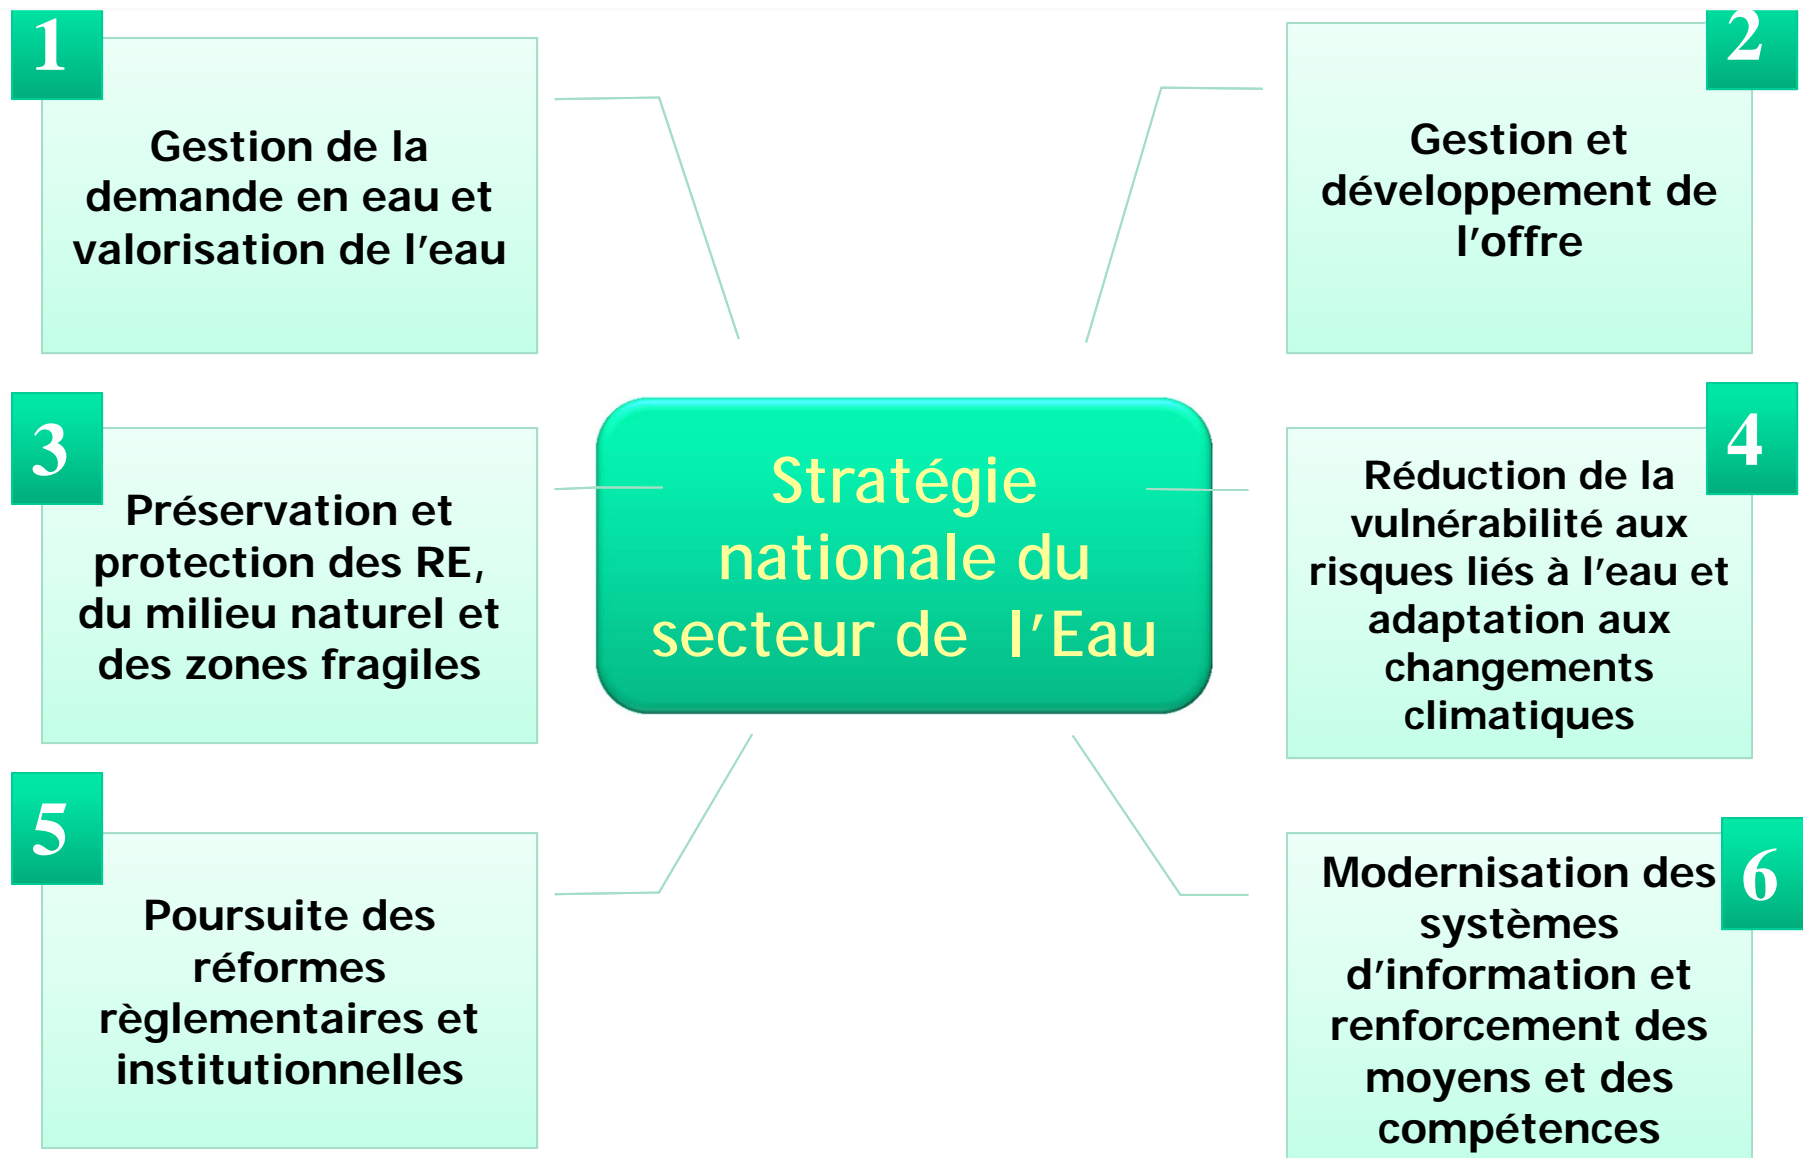 1
Gestion de la
demande en eau et
valorisation de l'eau
2
Gestion et
développement de
l'offre
3
Préservation et
protection des RE,
du milieu naturel et
des zones fragiles
Stratégie
nationale du
secteur de l'Eau
4
Réduction de la
vulnérabilité aux
risques liés à l'eau et
adaptation aux
changements
climatiques
5
Poursuite des
réformes
règlementaires et
institutionnelles
6
Modernisation des
systèmes
d'information et
renforcement des
moyens et des
compétences